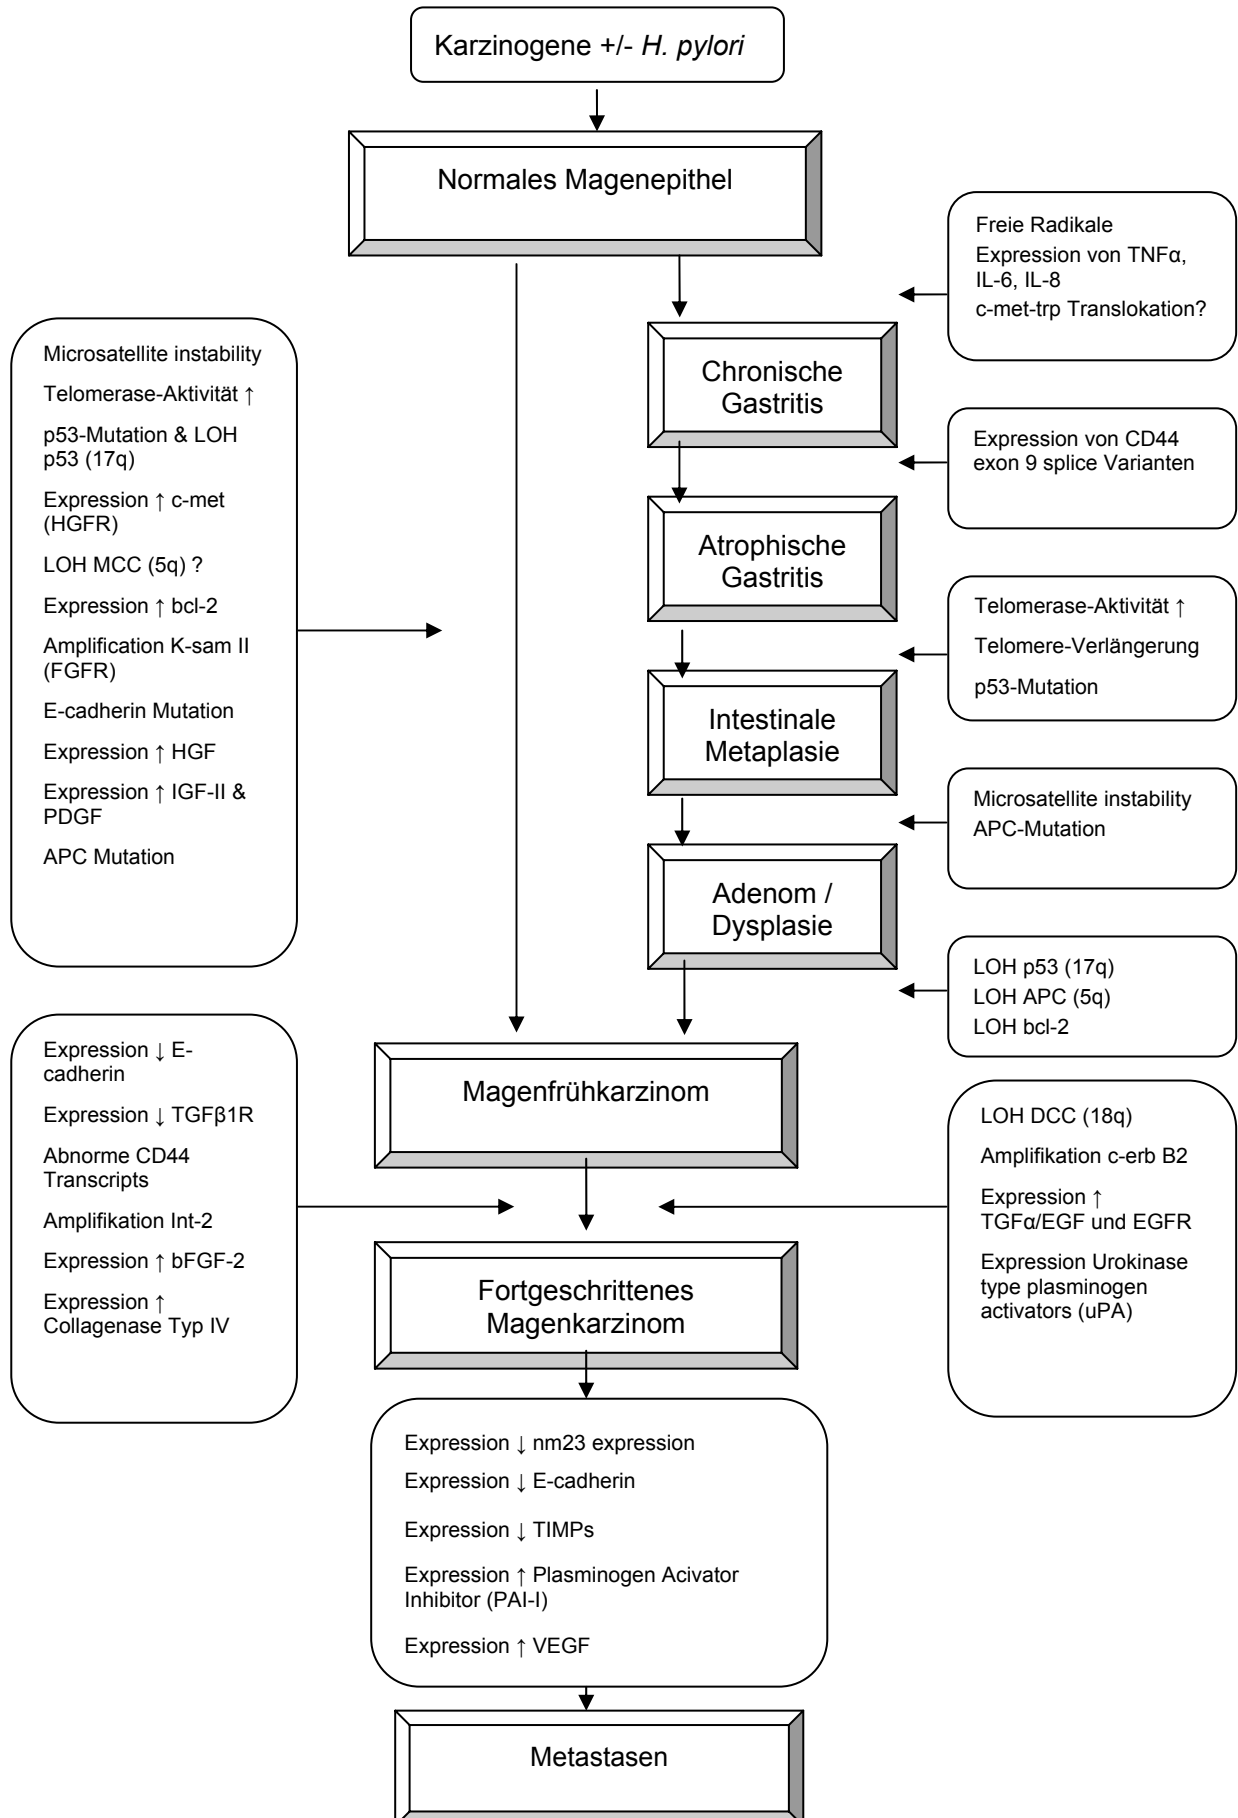 Karzinogene +/- H. pylori
Normales Magenepithel
Freie Radikale
Expression von TNFα,
IL-6, IL-8
c-met-trp Translokation?
Chronische
Gastritis
Expression von CD44
exon 9 splice Varianten
Atrophische
Gastritis
Telomerase-Aktivität ↑
Telomere-Verlängerung
p53-Mutation
Intestinale
Metaplasie
Microsatellite instability
APC-Mutation
Adenom /
Dysplasie
LOH p53 (17q)
LOH APC (5q)
LOH bcl-2
Microsatellite instability
Telomerase-Aktivität ↑
p53-Mutation & LOH
p53 (17q)
Expression ↑ c-met
(HGFR)
LOH MCC (5q) ?
Expression ↑ bcl-2
Amplification K-sam II
(FGFR)
E-cadherin Mutation
Expression ↑ HGF
Expression ↑ IGF-II &
PDGF
APC Mutation
Magenfrühkarzinom
Expression ↓ E-
cadherin
Expression ↓ TGFβ1R
Abnorme CD44
Transcripts
Amplifikation Int-2
Expression ↑ bFGF-2
Expression ↑
Collagenase Typ IV
LOH DCC (18q)
Amplifikation c-erb B2
Expression ↑
TGFα/EGF und EGFR
Expression Urokinase
type plasminogen
activators (uPA)
Fortgeschrittenes
Magenkarzinom
Expression ↓ nm23 expression
Expression ↓ E-cadherin
Expression ↓ TIMPs
Expression ↑ Plasminogen Acivator
Inhibitor (PAI-I)
Expression ↑ VEGF
Metastasen